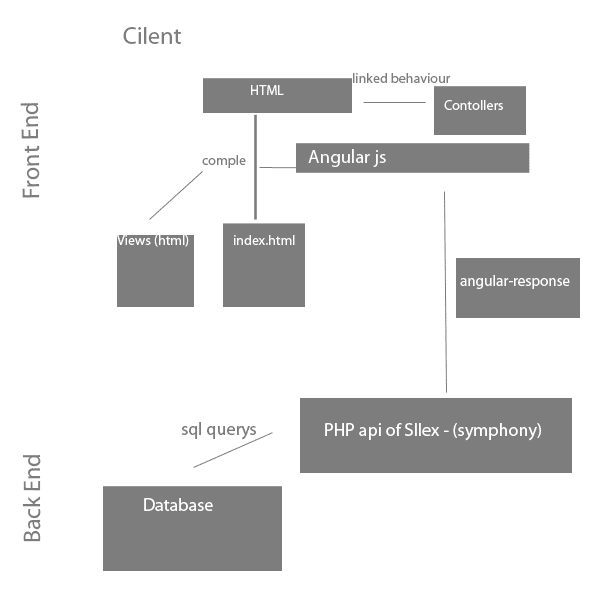 Cilent
Front End
linked behaviour
HTML
Contollers
comple
Angular js
Views (html)
index.html
angular-response
sql querys
PHP api of SIlex - (symphony)
Back End
Database